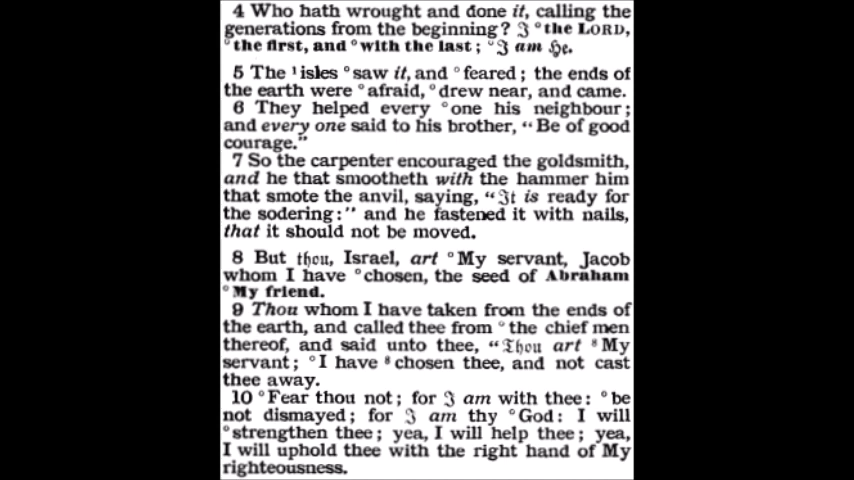 4 Who hath wrought and done it, calling the
generations from the beginning? I °the LORD,
°the first, and °with the last; °I am He.
5 The ¹isles °saw it, and °feared; the ends of
the earth were °afraid, °drew near, and came.
6 They helped every °one his neighbour;
and every one said to his brother, “Be of good
courage.”
7 So the carpenter encouraged the goldsmith,
and he that smootheth with the hammer him
that smote the anvil, saying, “It is ready for
the sodering:” and he fastened it with nails,
that it should not be moved.
8 But thou, Israel, art °My servant, Jacob
whom I have °chosen, the seed of Abraham
°My friend.
9 Thou whom I have taken from the ends of
the earth, and called thee from °the chief men
thereof, and said unto thee, “Thou art ⁸My
servant; °I have ⁸chosen thee, and not cast
thee away.
10 °Fear thou not; for I am with thee: °be
not dismayed; for I am thy °God: I will
°strengthen thee; yea, I will help thee; yea,
I will uphold thee with the right hand of My
righteousness.